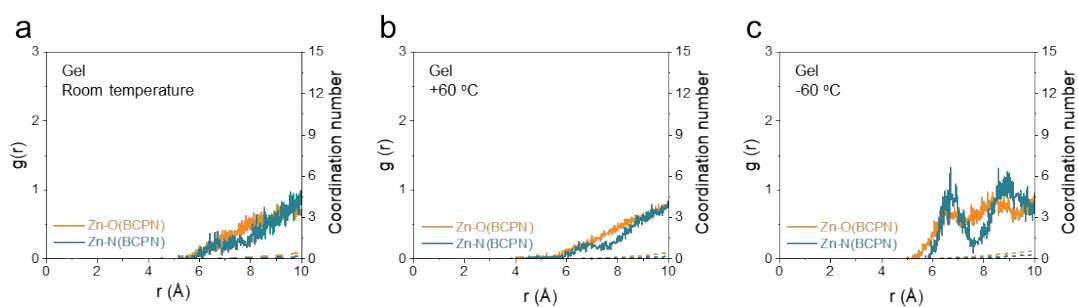 a
Gel
Room temperature
Zn-O(BCPN)
Zn-N(BCPN)
g(r)
3
2
1
0
15
12
9
6
3
0
Coordination number
0 2 4 6 8 10
r (Å)
b
Gel
+60 °C
Zn-O(BCPN)
Zn-N(BCPN)
g (r)
3
2
1
0
15
12
9
6
3
0
Coordination number
0 2 4 6 8 10
r (Å)
c
Gel
-60 °C
Zn-O(BCPN)
Zn-N(BCPN)
g (r)
3
2
1
0
15
12
9
6
3
0
Coordination number
0 2 4 6 8 10
r (Å)